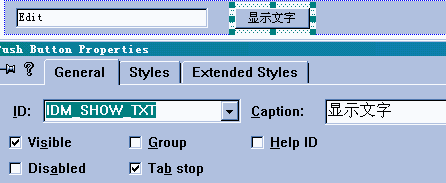 Edit 显示文字
Push Button Properties
General Styles Extended Styles
ID: IDM_SHOW_TXT Caption: 显示文字
Visible Group Help ID
Disabled Tab stop